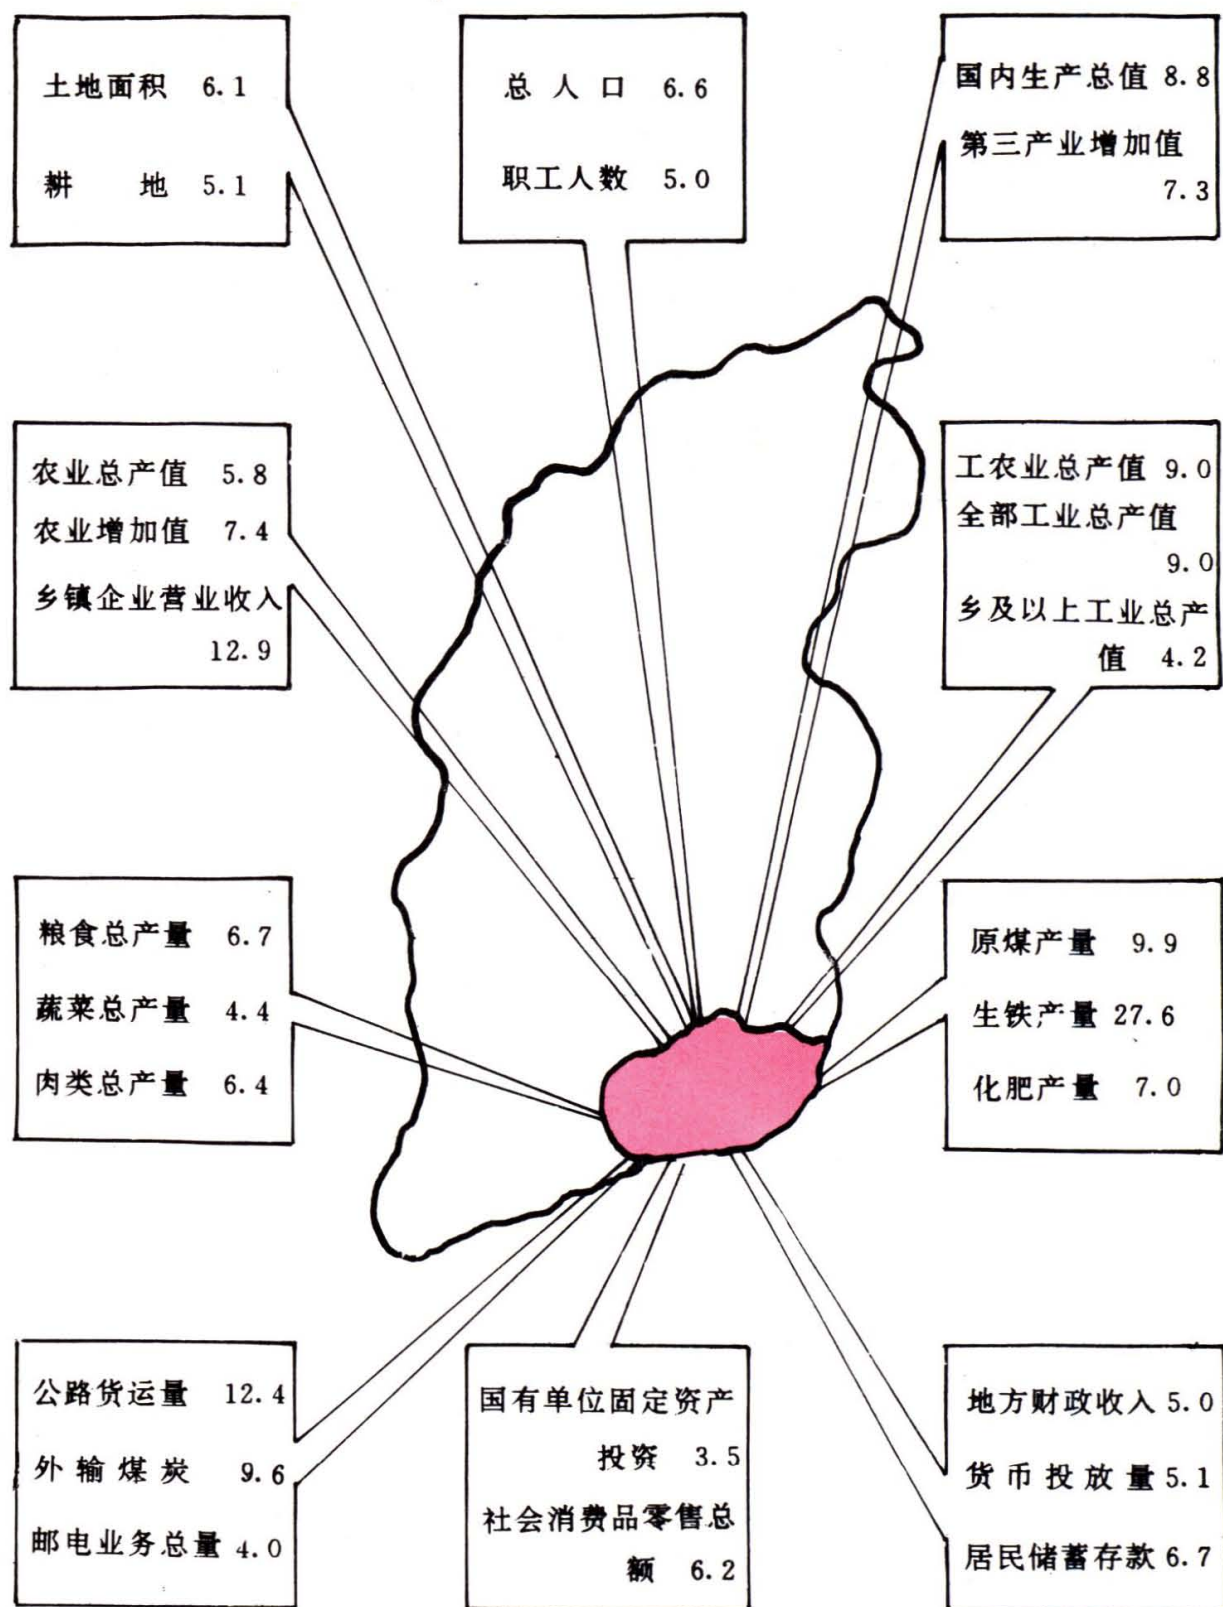 土地面积 6.1
耕地 5.1
总人口 6.6
职工人数 5.0
国内生产总值 8.8
第三产业增加值
7.3
农业总产值 5.8
农业增加值 7.4
乡镇企业营业收入
12.9
工农业总产值 9.0
全部工业总产值
9.0
乡及以上工业总产
值 4.2
粮食总产量 6.7
蔬菜总产量 4.4
肉类总产量 6.4
原煤产量 9.9
生铁产量 27.6
化肥产量 7.0
公路货运量 12.4
外输煤炭 9.6
邮电业务总量 4.0
国有单位固定资产
投资 3.5
社会消费品零售总
额 6.2
地方财政收入 5.0
货币投放量 5.1
居民储蓄存款 6.7